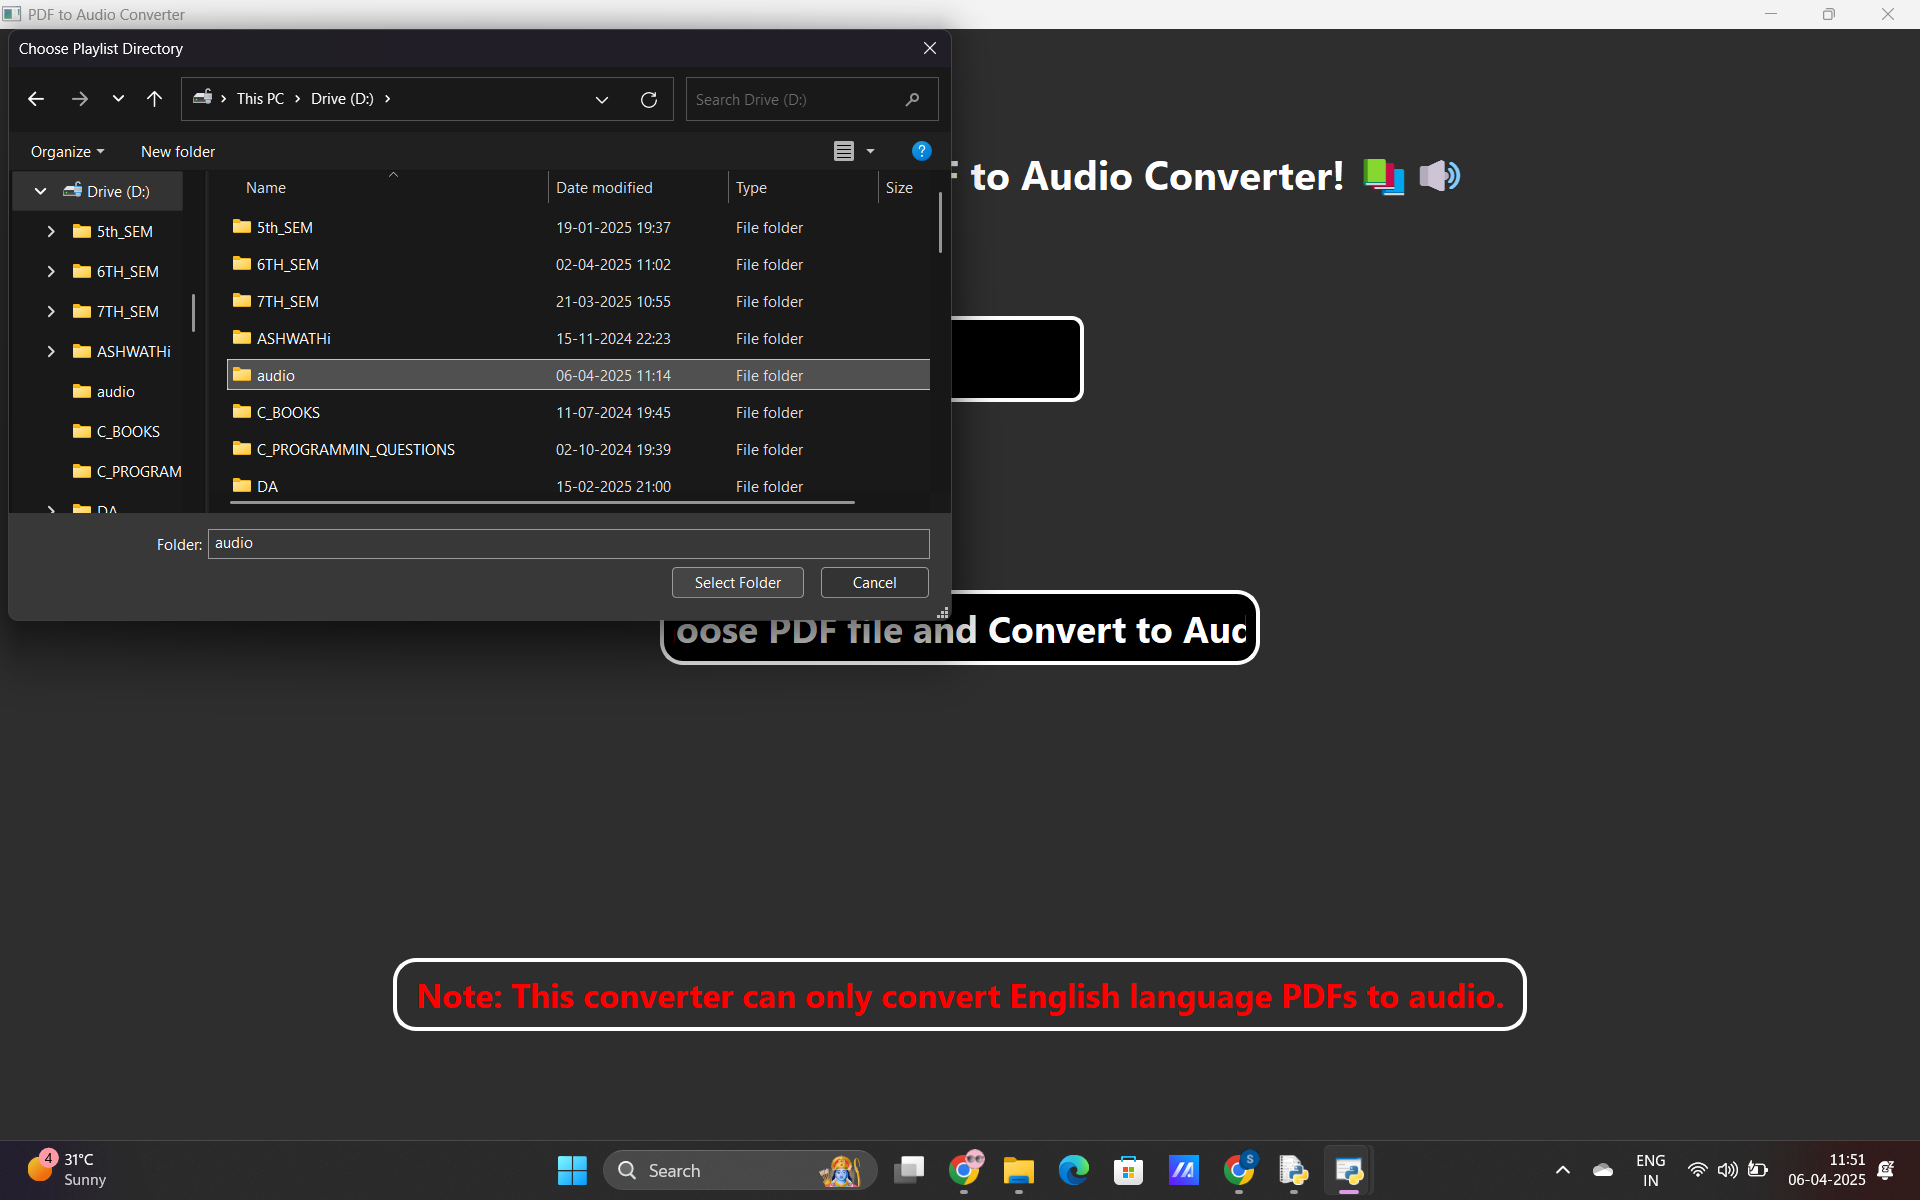 PDF to Audio Converter
Choose Playlist Directory
This PC
Drive (D:)
Search Drive (D:)
Organize
New folder
?
Drive (D:)
5th_SEM
6TH_SEM
7TH_SEM
ASHWATHi
audio
C_BOOKS
C_PROGRAM
DA
Name Date modified Type Size
5th_SEM 19-01-2025 19:37 File folder
6TH_SEM 02-04-2025 11:02 File folder
7TH_SEM 21-03-2025 10:55 File folder
ASHWATHi 15-11-2024 22:23 File folder
audio 06-04-2025 11:14 File folder
C_BOOKS 11-07-2024 19:45 File folder
C_PROGRAMMIN_QUESTIONS 02-10-2024 19:39 File folder
DA 15-02-2025 21:00 File folder
Folder: audio
Select Folder
Cancel
to Audio Converter!
oose PDF file and Convert to Aud
Note: This converter can only convert English language PDFs to audio.
4
31°C
Sunny
Search
S
ENG
IN
11:51
06-04-2025